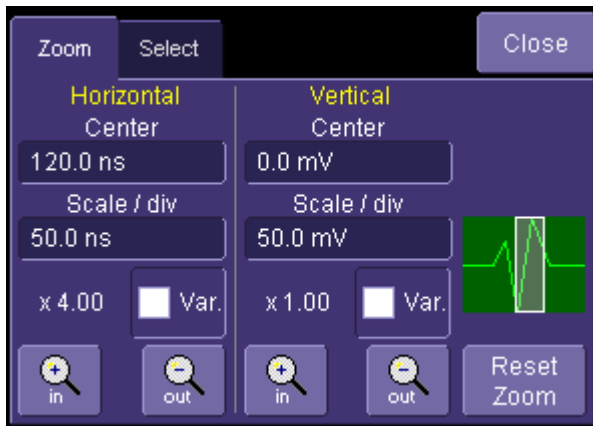 Zoom Select Close
Horizontal Vertical
Center Center
120.0 ns 0.0 mV
Scale / div Scale / div
50.0 ns 50.0 mV
x 4.00 Var. x 1.00 Var.
in out in out Reset
Zoom